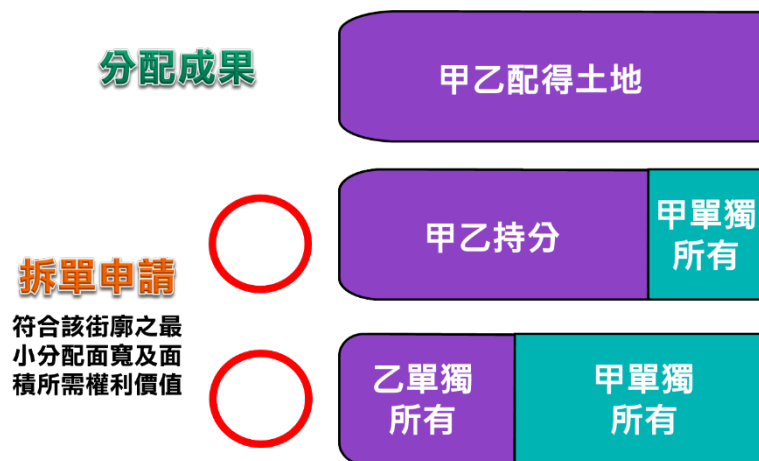 分配成果
甲乙配得土地
甲乙持分
甲單獨
所有
拆單申請
符合該街廓之最
小分配面寬及面
積所需權利價值
乙單獨
所有
甲單獨
所有